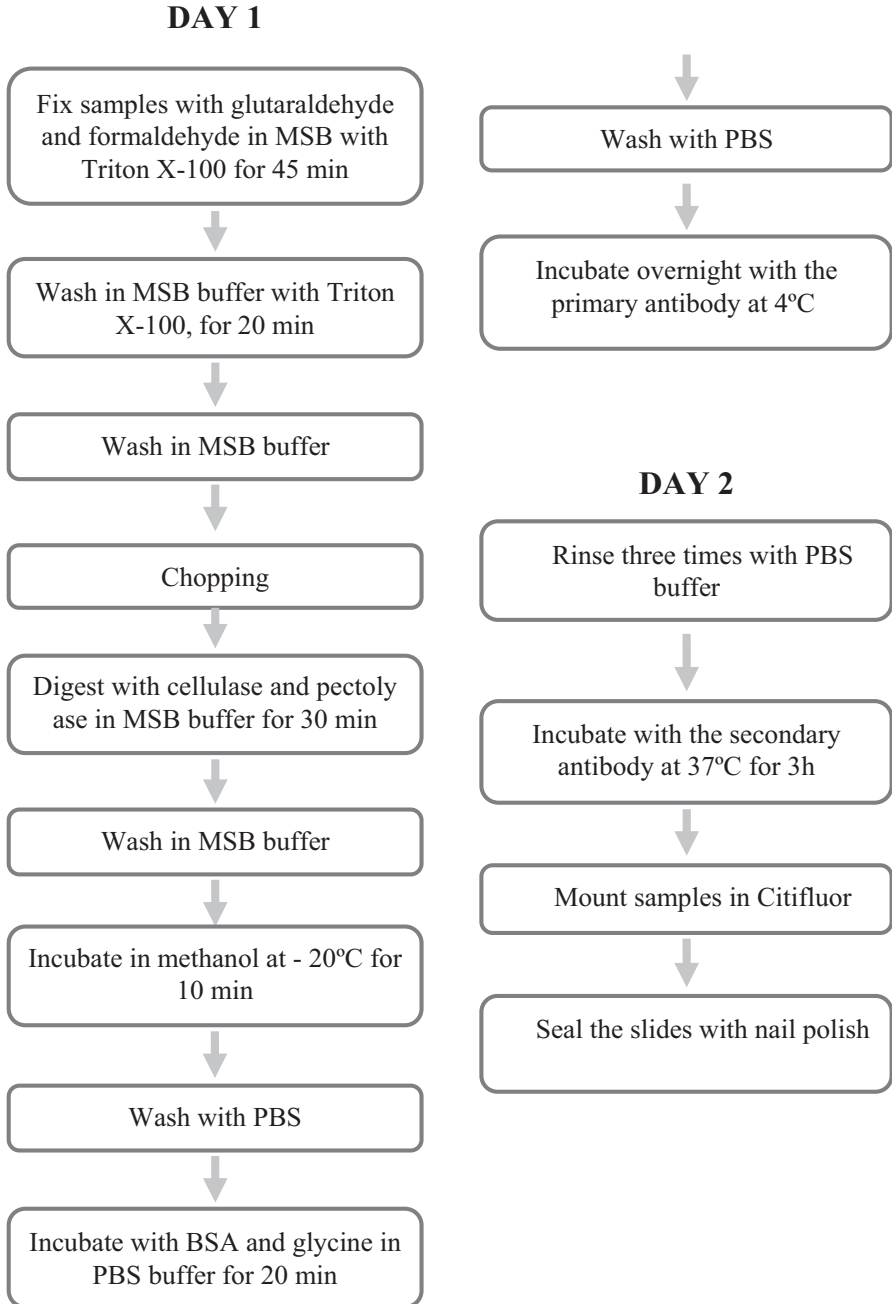 DAY 1
Fix samples with glutaraldehyde
and formaldehyde in MSB with
Triton X-100 for 45 min
Wash in MSB buffer with Triton
X-100, for 20 min
Wash in MSB buffer
Chopping
Digest with cellulase and pectoly
ase in MSB buffer for 30 min
Wash in MSB buffer
Incubate in methanol at - 20ºC for
10 min
Wash with PBS
Incubate with BSA and glycine in
PBS buffer for 20 min
Wash with PBS
Incubate overnight with the
primary antibody at 4ºC
DAY 2
Rinse three times with PBS
buffer
Incubate with the secondary
antibody at 37ºC for 3h
Mount samples in Citifluor
Seal the slides with nail polish